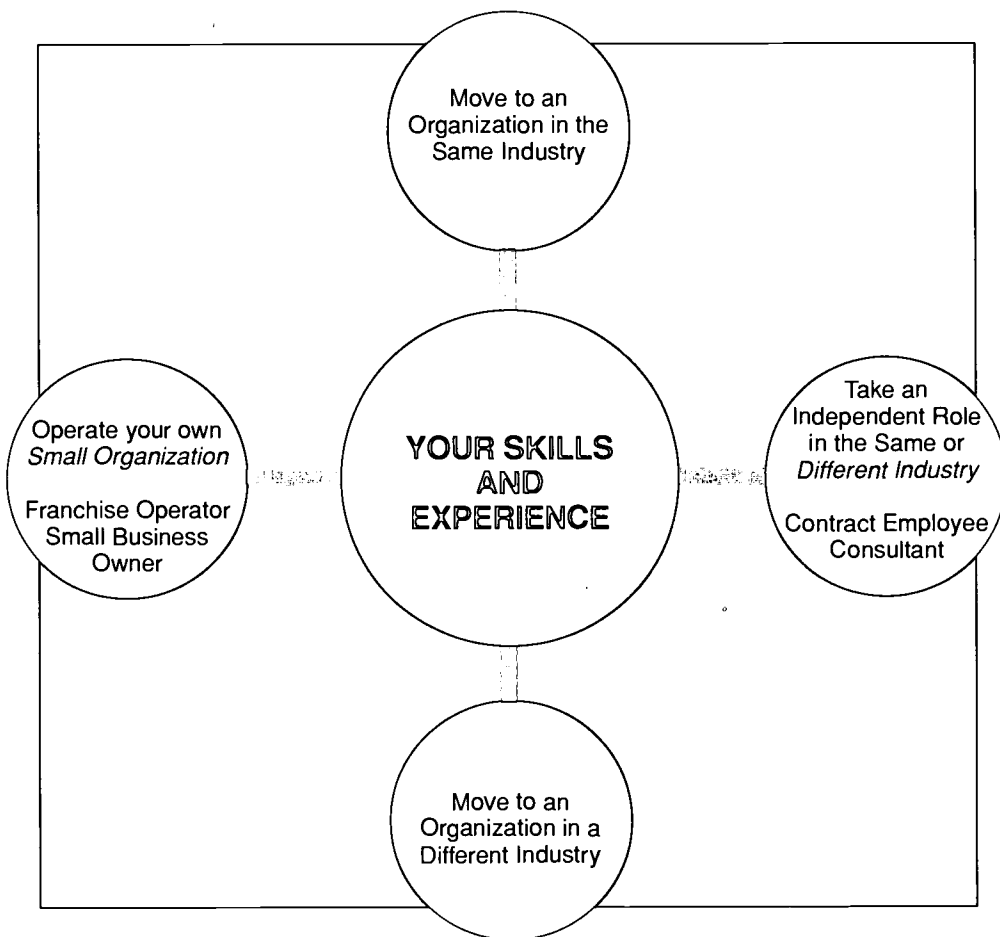 Move to an
Organization in the
Same Industry
Operate your own
Small Organization
Franchise Operator
Small Business
Owner
YOUR SKILLS
AND
EXPERIENCE
Take an
Independent Role
in the Same or
Different Industry
Contract Employee
Consultant
Move to an
Organization in a
Different Industry